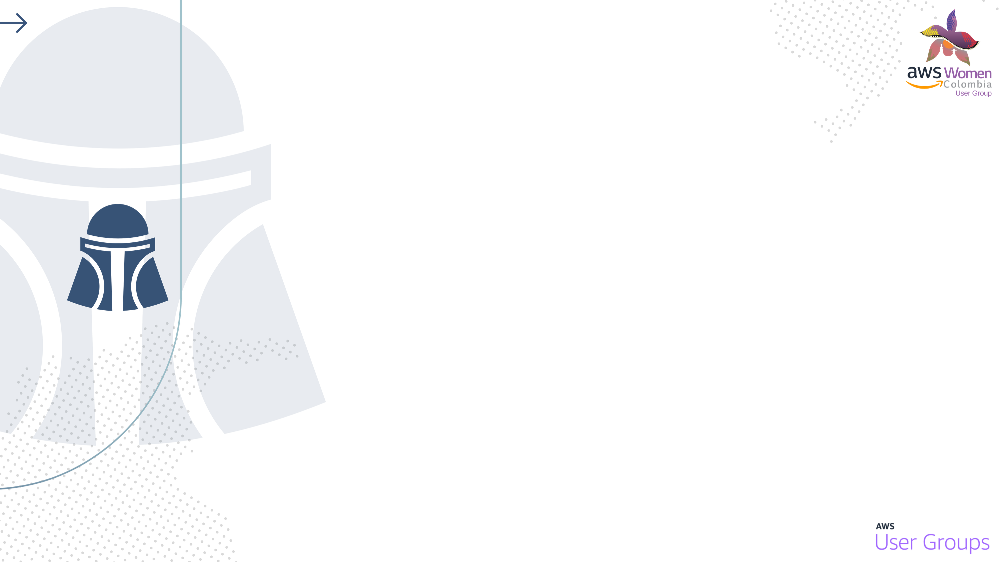 aws Women
Colombia
User Group
AWS
User Groups